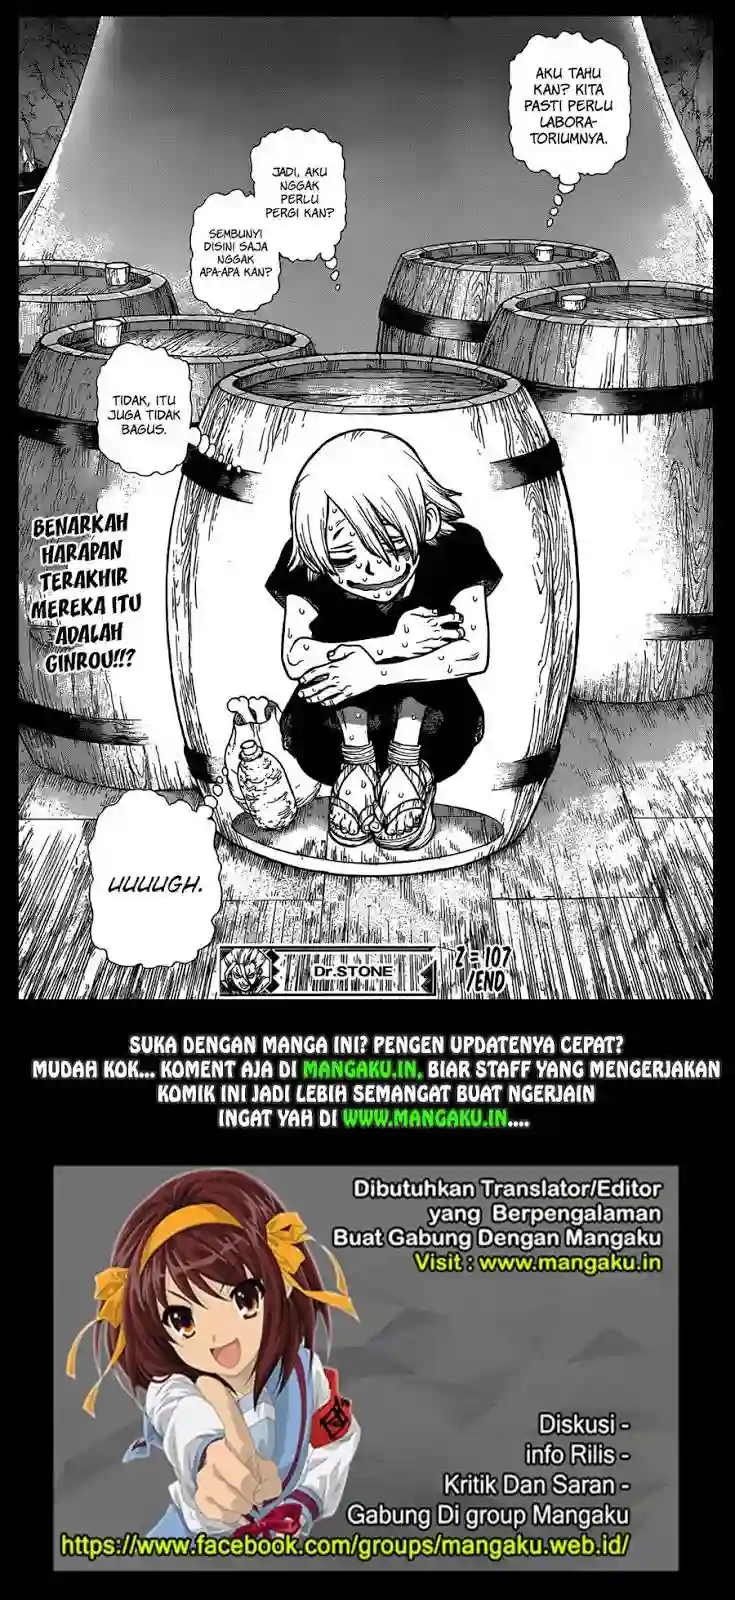 AKU TAHU
KAN? KITA
PASTI PERLU
LABORA-
TORIUMNYA.
JADI, AKU
NGGAK
PERLU
PERGI KAN?
SEMBUNYI
DISINI SAJA
NGGAK
APA-APA KAN?
TIDAK, ITU
JUGA TIDAK
BAGUS.
BENARKAH
HARAPAN
TERAKHIR
MEREKA ITU
ADALAH
GINROU!!?
UUUUGH.
Dr.STONE
Z=107
/END
SUKA DENGAN MANGA INI? PENGEN UPDATENYA CEPAT?
MUDAH KOK... KOMENT AJA DI MANGAKU.IN, BIAR STAFF YANG MENGERJAKAN
KOMIK INI JADI LEBIH SEMANGAT BUAT NGERJAIN
INGAT YAH DI WWW.MANGAKU.IN....
Dibutuhkan Translator/Editor
yang Berpengalaman
Buat Gabung Dengan Mangaku
Visit : www.mangaku.in
Diskusi -
info Rilis -
Kritik Dan Saran -
Gabung Di group Mangaku
https://www.facebook.com/groups/mangaku.web.id/